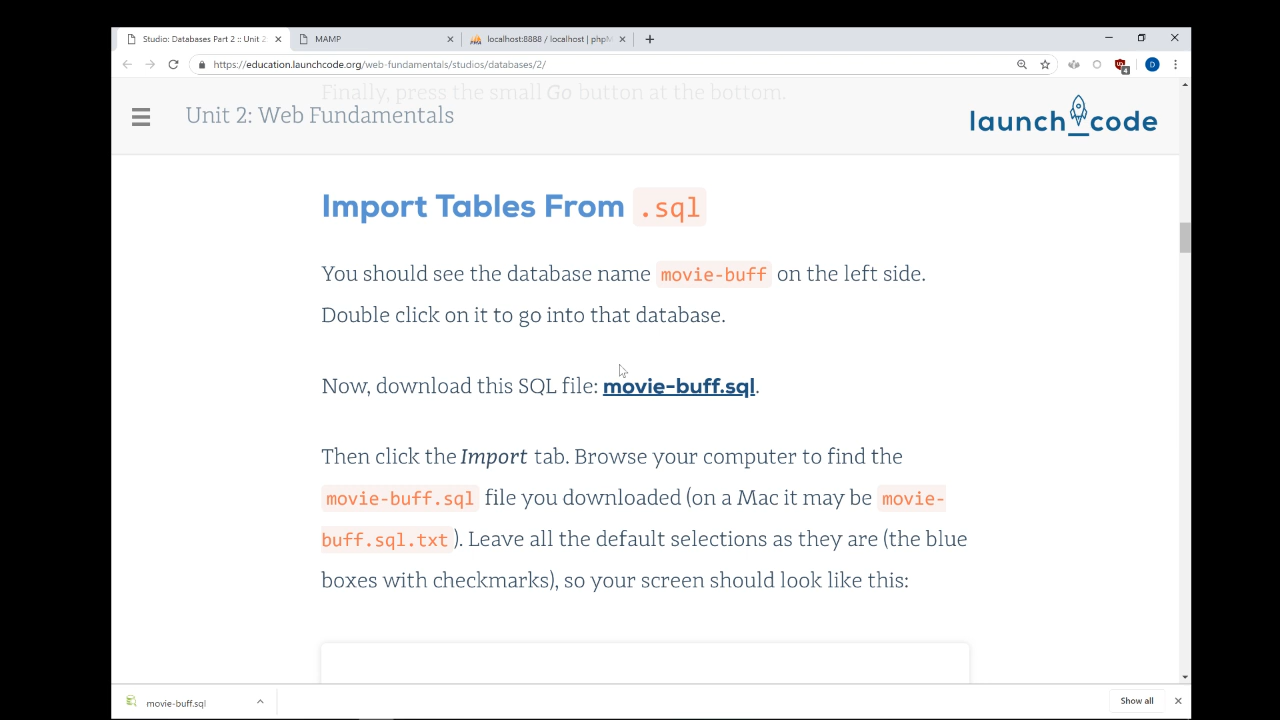 Studio: Databases Part 2 :: Unit 2:
MAMP
localhost:8888 / localhost | phpM
https://education.launchcode.org/web-fundamentals/studios/databases/2/
4
D
Finally, press the small Go button at the bottom.
Unit 2: Web Fundamentals
launch_code
Import Tables From .sql
You should see the database name movie-buff on the left side.
Double click on it to go into that database.
Now, download this SQL file: movie-buff.sql.
Then click the Import tab. Browse your computer to find the
movie-buff.sql file you downloaded (on a Mac it may be movie-
buff.sql.txt). Leave all the default selections as they are (the blue
boxes with checkmarks), so your screen should look like this:
movie-buff.sql
Show all